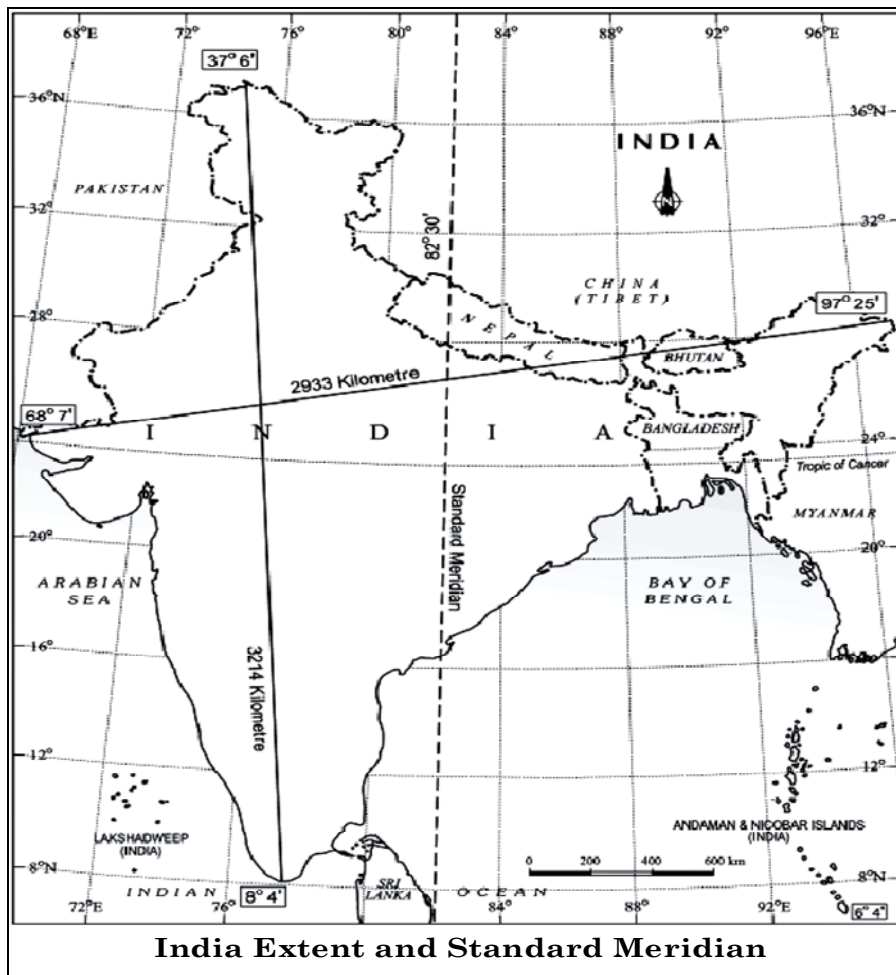 68°E 72° 76° 80° 84° 88° 92° 96°E
37° 6'
36°N 36°N
INDIA
PAKISTAN
N
32° 32°
82° 30'
CHINA
(TIBET)
97° 25'
28°
NEPAL
BHUTAN
2933 Kilometre
68° 7'
I N D I A
BANGLADESH
24°
Tropic of Cancer
Standard Meridian
MYANMAR
20° 20°
ARABIAN
SEA
BAY OF
BENGAL
16° 16°
3214 Kilometre
12° 12°
LAKSHADWEEP
(INDIA)
ANDAMAN & NICOBAR ISLANDS
(INDIA)
8°N 8°N
0 200 400 600 km
SRI
LANKA
INDIAN OCEAN
8° 4'
6° 4'
72°E 76° 84° 88° 92°E
India Extent and Standard Meridian